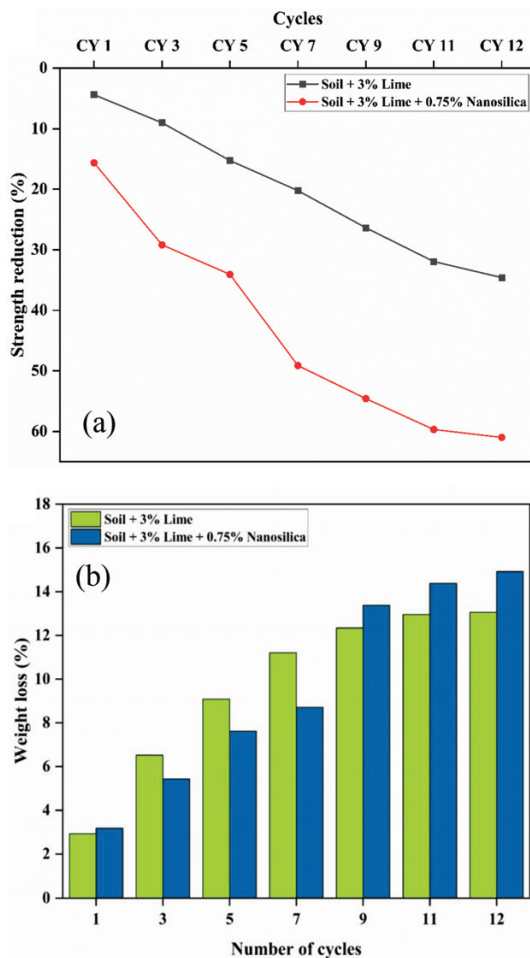 Cycles
CY 1 CY 3 CY 5 CY 7 CY 9 CY 11 CY 12
0
Soil + 3% Lime
Soil + 3% Lime + 0.75% Nanosilica
10
20
30
40
50
60
Strength reduction (%)
(a)
18
Soil + 3% Lime
Soil + 3% Lime + 0.75% Nanosilica
16
(b)
14
12
10
8
6
4
2
0
Weight loss (%)
1 3 5 7 9 11 12
Number of cycles